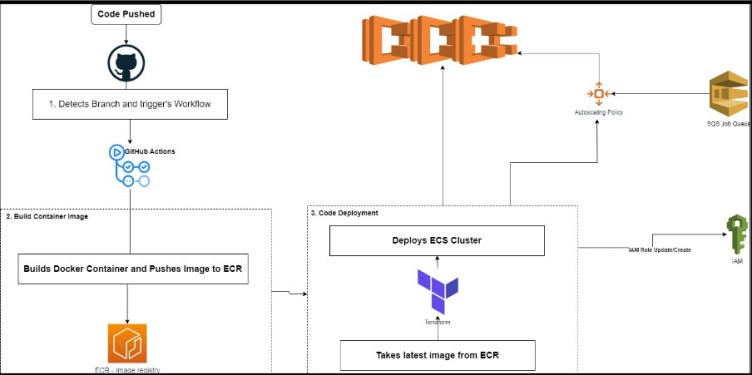 Code Pushed
1. Detects Branch and trigger's Workflow
GitHub Actions
2. Build Container Image
Builds Docker Container and Pushes Image to ECR
ECR - Image registry
3. Code Deployment
Deploys ECS Cluster
Terraform
Takes latest image from ECR
Autoscaling Policy
SQS Job Queue
IAM Role Update/Create
IAM